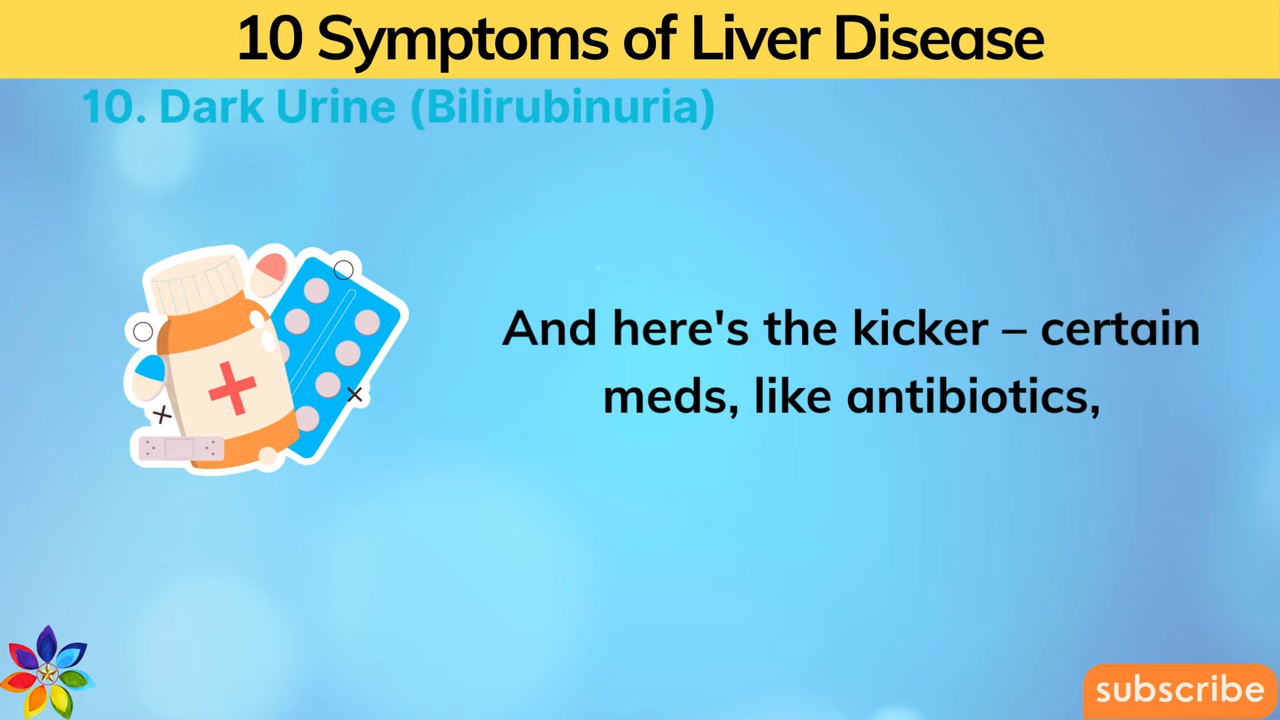 10 Symptoms of Liver Disease
10. Dark Urine (Bilirubinuria)
And here's the kicker – certain
meds, like antibiotics,
subscribe